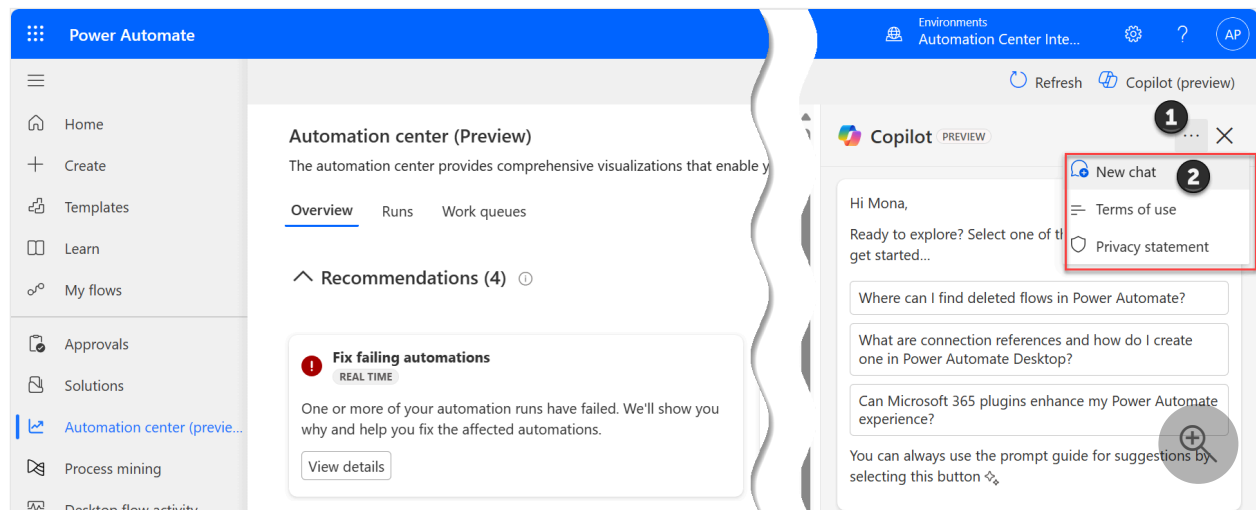 Power Automate
Environments
Automation Center Inte...
AP
Refresh
Copilot (preview)
Home
Create
Templates
Learn
My flows
Approvals
Solutions
Automation center (previe...
Process mining
Desktop flow activity
Automation center (Preview)
The automation center provides comprehensive visualizations that enable y
Overview
Runs
Work queues
Recommendations (4)
Fix failing automations
REAL TIME
One or more of your automation runs have failed. We'll show you
why and help you fix the affected automations.
View details
Copilot PREVIEW
1
New chat
2
Terms of use
Privacy statement
Hi Mona,
Ready to explore? Select one of th
get started...
Where can I find deleted flows in Power Automate?
What are connection references and how do I create
one in Power Automate Desktop?
Can Microsoft 365 plugins enhance my Power Automate
experience?
You can always use the prompt guide for suggestions by
selecting this button